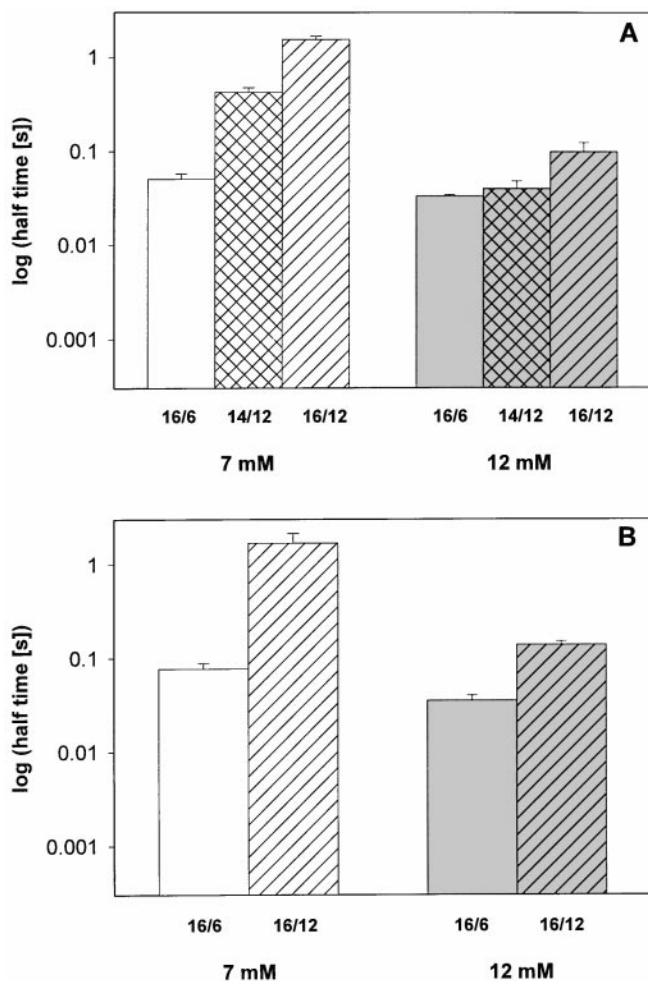 A
log (half time [s])
1
0.1
0.01
0.001
16/6 14/12 16/12 16/6 14/12 16/12
7 mM 12 mM
B
log (half time [s])
1
0.1
0.01
0.001
16/6 16/12 16/6 16/12
7 mM 12 mM